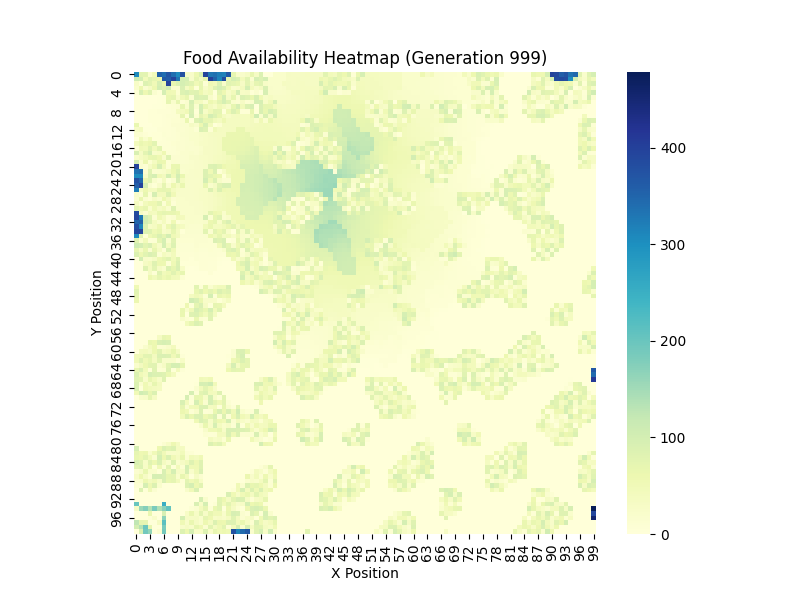 Food Availability Heatmap (Generation 999)
Y Position
0 4 8 12 16 20 24 28 32 36 40 44 48 52 56 60 64 68 72 76 80 84 88 92 96
0 3 6 9 12 15 18 21 24 27 30 33 36 39 42 45 48 51 54 57 60 63 66 69 72 75 78 81 84 87 90 93 96 99
X Position
400
300
200
100
0